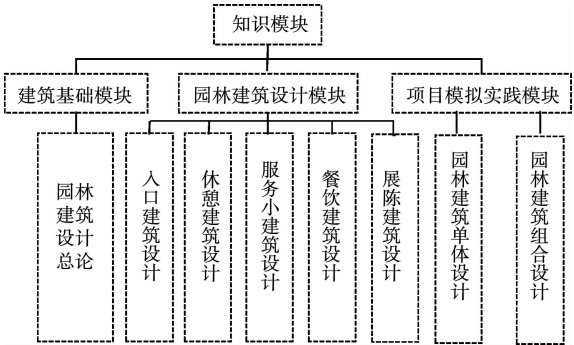 知识模块
建筑基础模块
园林建筑设计模块
项目模拟实践模块
园林
建筑
设计
总论
入口建筑设计
休憩建筑设计
服务小建筑设计
餐饮建筑设计
展陈建筑设计
园林建筑单体设计
园林建筑组合设计